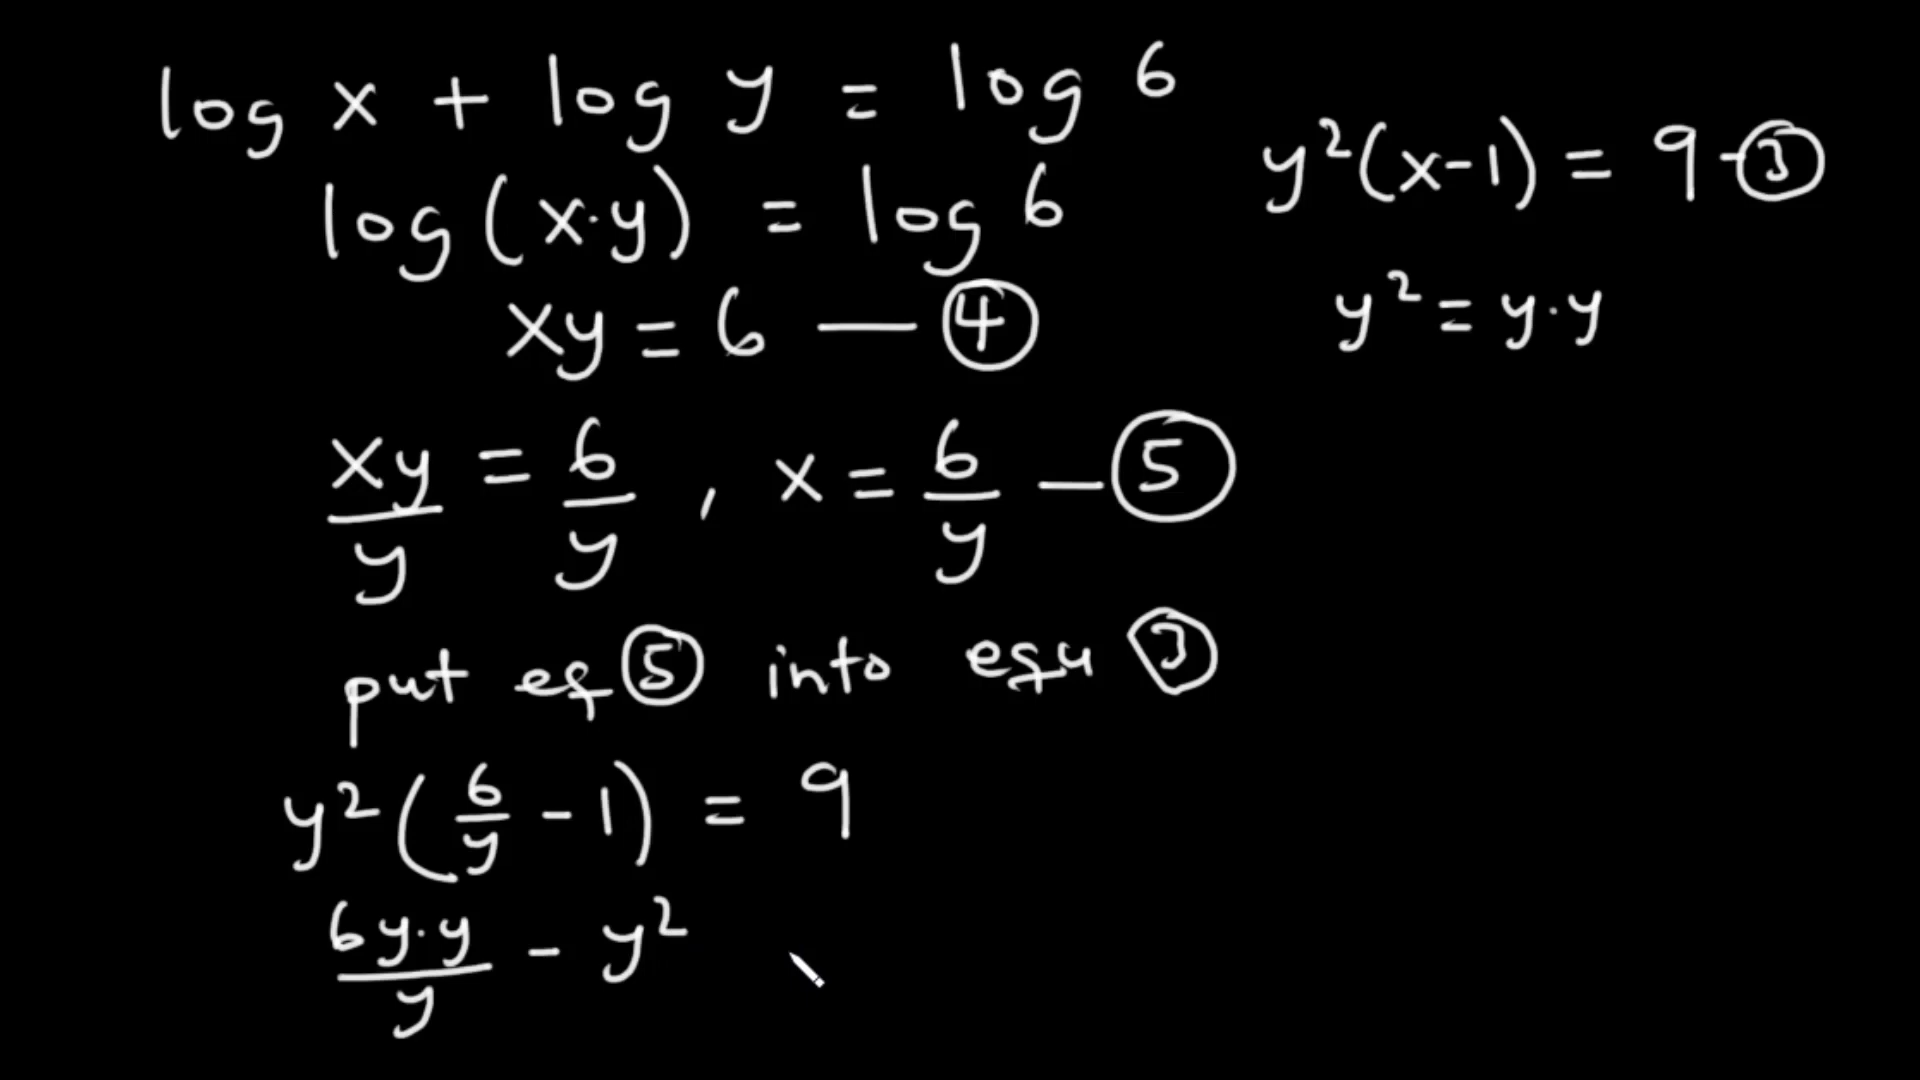 log x + log y = log 6
log (x·y) = log 6
xy = 6 — ④
xy/y = 6/y , x = 6/y — ⑤
put eq ⑤ into equ ③
y²(6/y - 1) = 9
6y·y/y - y²
y²(x-1) = 9 - ③
y² = y·y